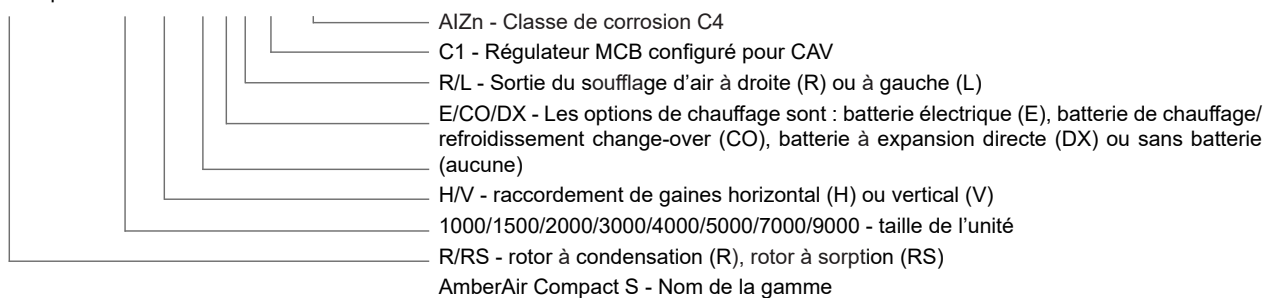 AlZn - Classe de corrosion C4
C1 - Régulateur MCB configuré pour CAV
R/L - Sortie du soufflage d’air à droite (R) ou à gauche (L)
E/CO/DX - Les options de chauffage sont : batterie électrique (E), batterie de chauffage/
refroidissement change-over (CO), batterie à expansion directe (DX) ou sans batterie
(aucune)
H/V - raccordement de gaines horizontal (H) ou vertical (V)
1000/1500/2000/3000/4000/5000/7000/9000 - taille de l’unité
R/RS - rotor à condensation (R), rotor à sorption (RS)
AmberAir Compact S - Nom de la gamme